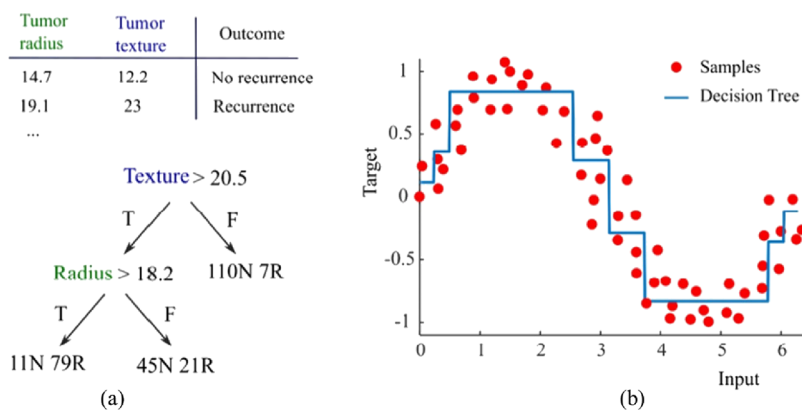 Tumor radius Tumor texture Outcome
14.7 12.2 No recurrence
19.1 23 Recurrence
...
Texture > 20.5
T F
Radius > 18.2 110N 7R
T F
11N 79R 45N 21R
(a)
Samples
Decision Tree
Target
1
0.5
0
-0.5
-1
0 1 2 3 4 5 6
Input
(b)